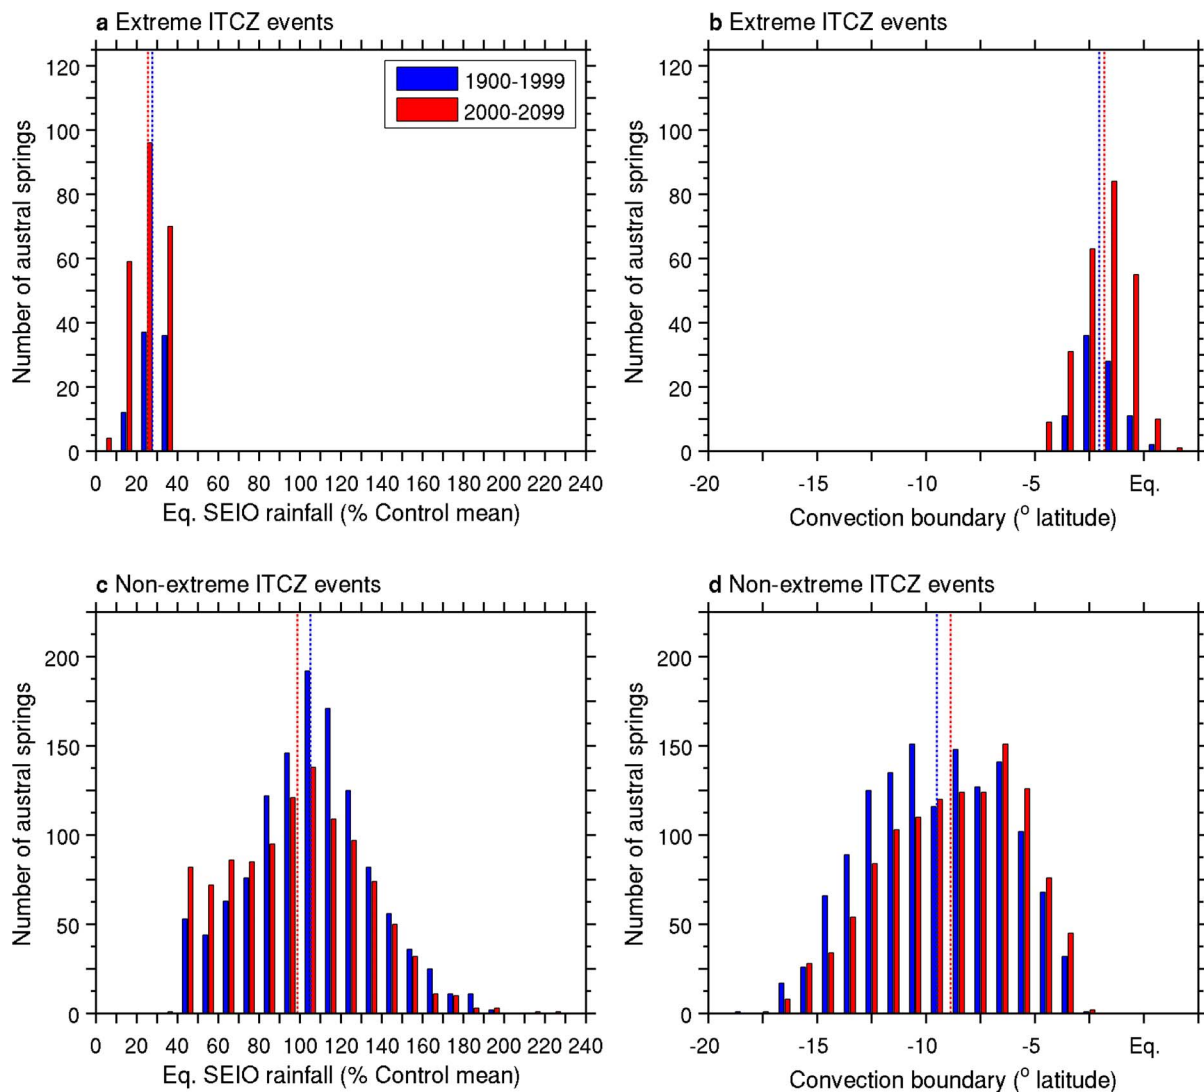 a Extreme ITCZ events
120
100
80
60
40
20
0
Number of austral springs
1900-1999
2000-2099
0 20 40 60 80 100 120 140 160 180 200 220 240
Eq. SEIO rainfall (% Control mean)
b Extreme ITCZ events
120
100
80
60
40
20
0
Number of austral springs
-20 -15 -10 -5 Eq.
Convection boundary (° latitude)
c Non-extreme ITCZ events
200
150
100
50
0
Number of austral springs
0 20 40 60 80 100 120 140 160 180 200 220 240
Eq. SEIO rainfall (% Control mean)
d Non-extreme ITCZ events
200
150
100
50
0
Number of austral springs
-20 -15 -10 -5 Eq.
Convection boundary (° latitude)